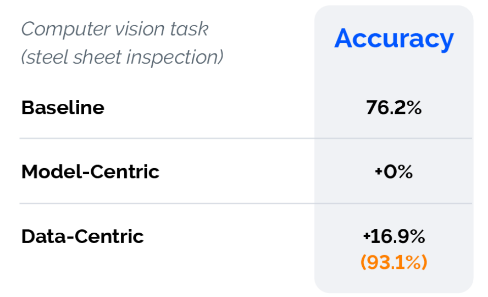 Computer vision task
(steel sheet inspection)
Accuracy
Baseline
76.2%
Model-Centric
+0%
Data-Centric
+16.9%
(93.1%)